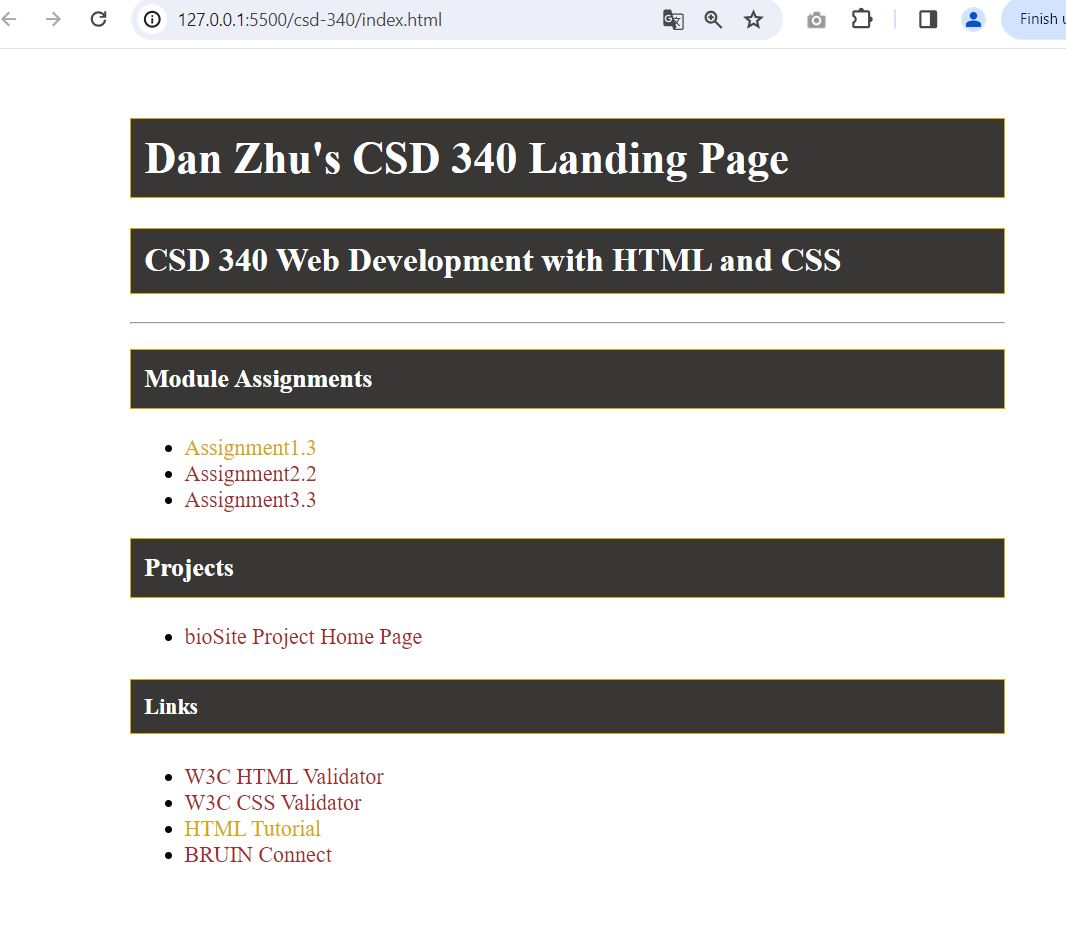 127.0.0.1:5500/csd-340/index.html
Finish u
Dan Zhu's CSD 340 Landing Page
CSD 340 Web Development with HTML and CSS
Module Assignments
Assignment1.3
Assignment2.2
Assignment3.3
Projects
bioSite Project Home Page
Links
W3C HTML Validator
W3C CSS Validator
HTML Tutorial
BRUIN Connect